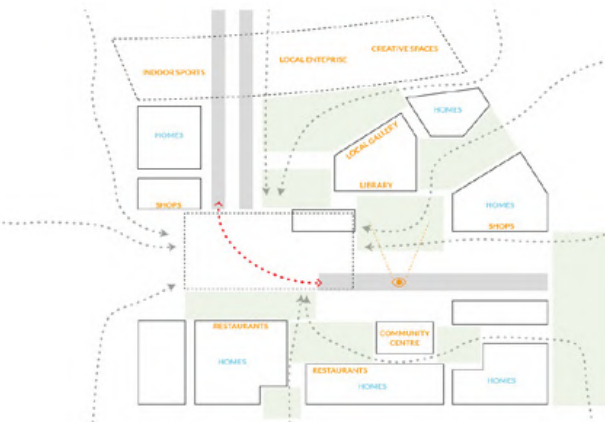 CREATIVE SPACES
LOCAL ENTEPRISE
INDOOR SPORTS
HOMES
HOMES
LOCAL GALLERY
LIBRARY
SHOPS
HOMES
SHOPS
RESTAURANTS
HOMES
COMMUNITY
CENTRE
RESTAURANTS
HOMES
HOMES